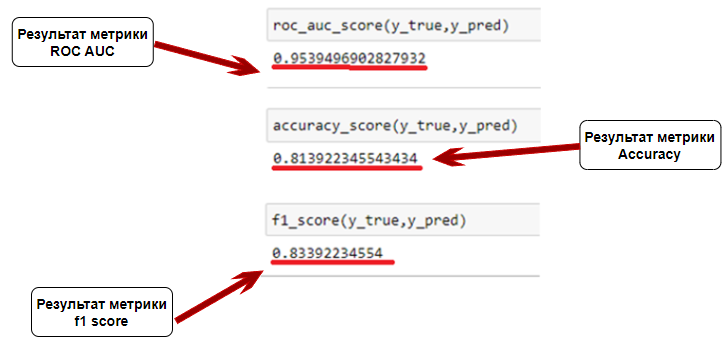 Результат метрики
ROC AUC
roc_auc_score(y_true,y_pred)
0.9539496902827932
accuracy_score(y_true,y_pred)
0.813922345543434
Результат метрики
Accuracy
f1_score(y_true,y_pred)
0.83392234554
Результат метрики
f1 score